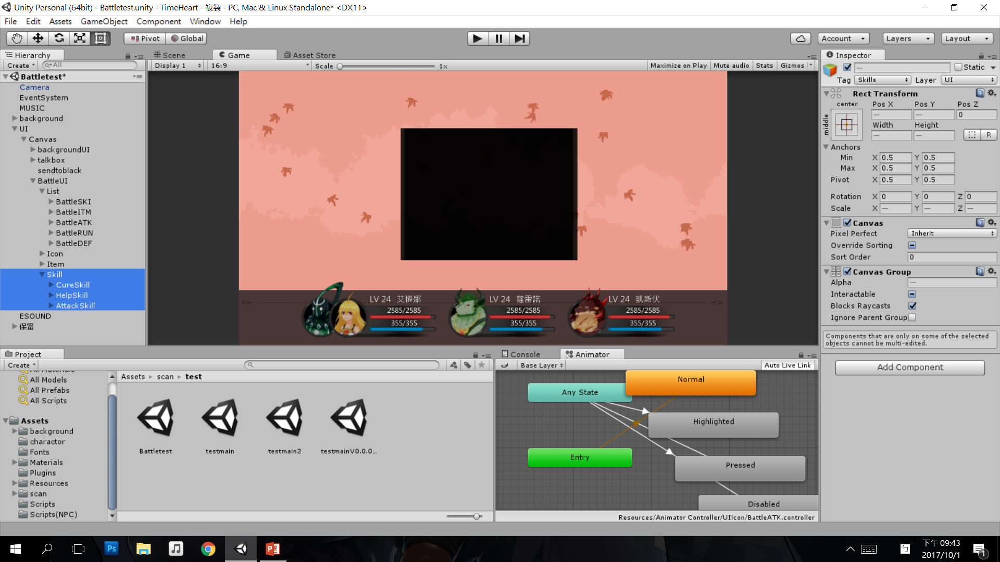 Unity Personal (64bit) - Battletest.unity - TimeHeart - 複製 - PC, Mac & Linux Standalone* <DX11>
File Edit Assets GameObject Component Window Help
Pivot Global Account Layers Layout
Hierarchy
Create All
Battletest*
Camera
EventSystem
MUSIC
background
UI
Canvas
backgroundUI
talkbox
sendtoblack
BattleUI
List
BattleSKI
BattleITM
BattleATK
BattleRUN
BattleDEF
Icon
Item
Skill
CureSkill
HelpSkill
AttackSkill
ESOUND
保留
Scene Game Asset Store
Display 1 16:9 Scale 1x Maximize on Play Mute audio Stats Gizmos
LV 24 艾憐娜
2585/2585
355/355
LV 24 薩雷諾
2585/2585
355/355
LV 24 凱斯伏
2585/2585
355/355
Inspector
— Static
Tag Skills Layer UI
Rect Transform
center Pos X Pos Y Pos Z
middle — — 0
Width Height
— — R
Anchors
Min X 0.5 Y 0.5
Max X 0.5 Y 0.5
Pivot X 0.5 Y 0.5
Rotation X 0 Y 0 Z 0
Scale X — Y — Z —
Canvas
Pixel Perfect Inherit
Override Sorting
Sort Order 0
Canvas Group
Alpha —
Interactable
Blocks Raycasts
Ignore Parent Group
Components that are only on some of the selected
objects cannot be multi-edited.
Add Component
Project
Create
All Materials
All Models
All Prefabs
All Scripts
Assets
background
charactor
Fonts
Materials
Plugins
Resources
scan
Scripts
Scripts(NPC)
Assets scan test
Battletest testmain testmain2 testmainV0.0.0...
Console Animator
Base Layer Auto Live Link
Normal
Any State
Highlighted
Entry
Pressed
Disabled
Resources/Animator Controller/UIicon/BattleATK.controller
Ps
下午 09:43
2017/10/1
1